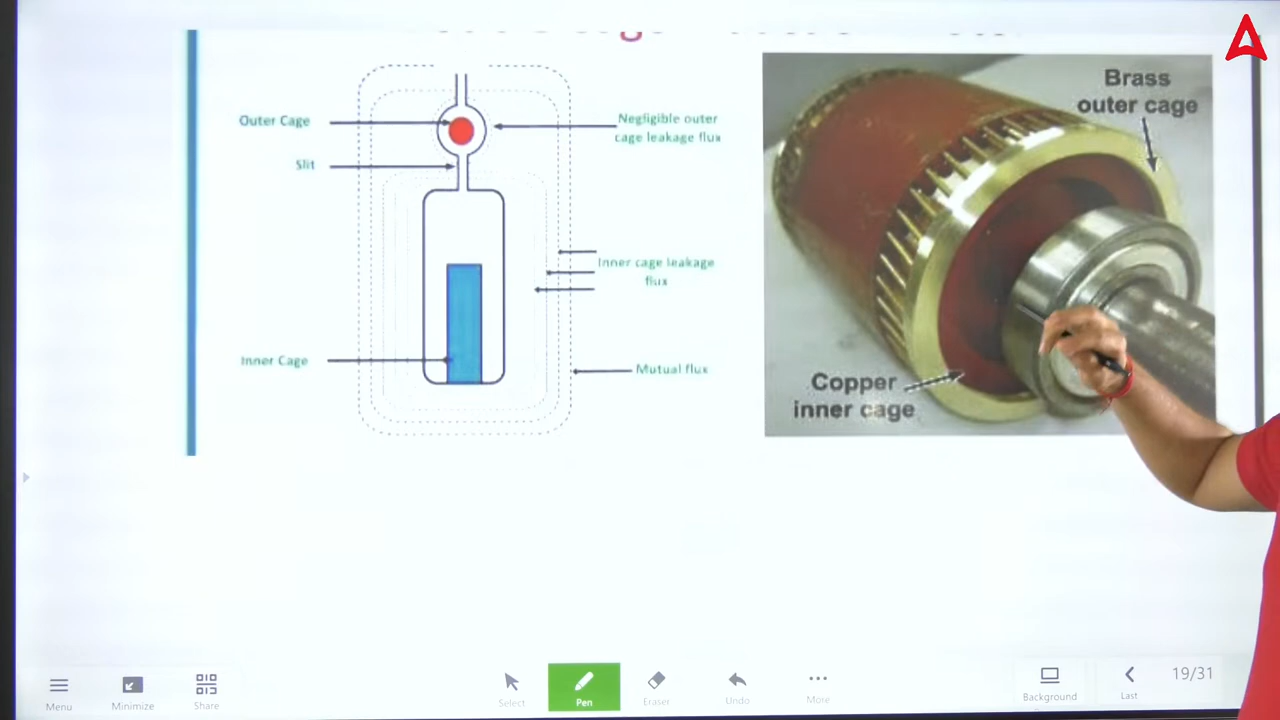 Outer Cage
Slit
Inner Cage
Negligible outer
cage leakage flux
Inner cage leakage
flux
Mutual flux
Brass
outer cage
Copper
inner cage
Menu
Minimize
Share
Select
Pen
Eraser
Undo
More
Background
Last
19/31